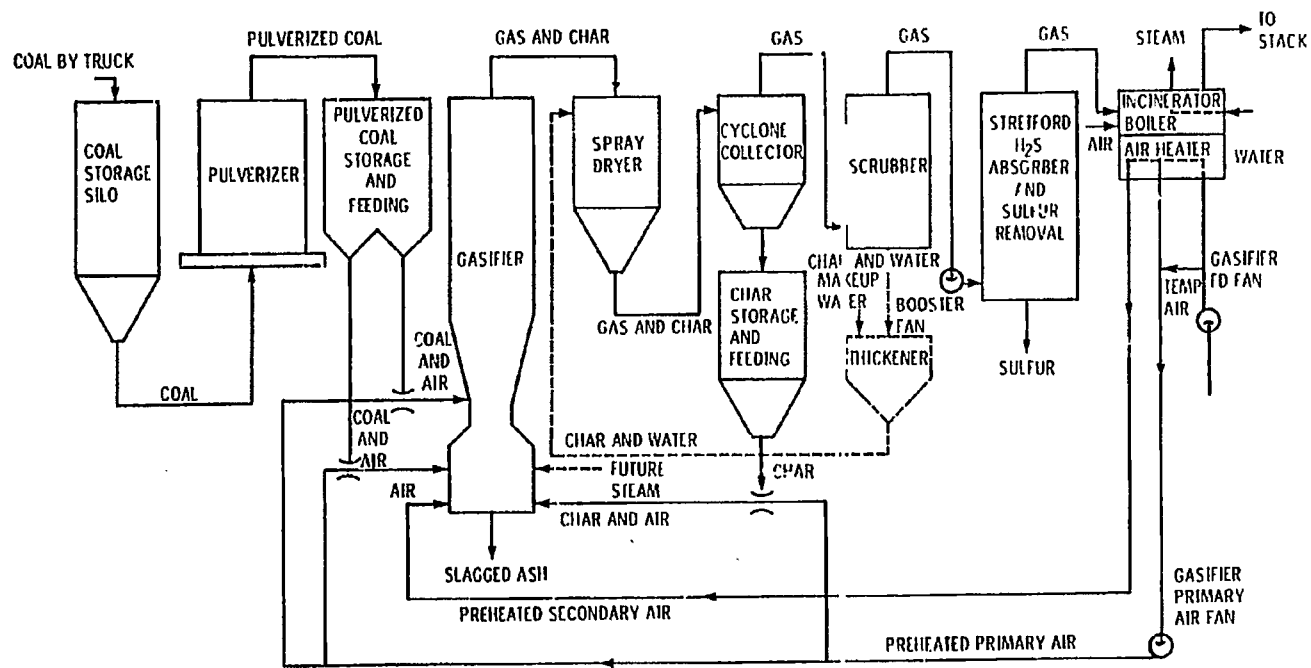 COAL BY TRUCK
COAL
STORAGE
SILO
COAL
PULVERIZER
PULVERIZED COAL
PULVERIZED
COAL
STORAGE
AND
FEEDING
COAL
AND
AIR
COAL
AND
AIR
GAS AND CHAR
GASIFIER
AIR
FUTURE
STEAM
CHAR AND AIR
SLAGGED ASH
PREHEATED SECONDARY AIR
SPRAY
DRYER
GAS AND CHAR
CHAR AND WATER
GAS
CYCLONE
COLLECTOR
CHAR
STORAGE
AND
FEEDING
CHAR
GAS
SCRUBBER
CHAR AND WATER
MAKEUP
WATER
BOOSTER
FAN
THICKENER
GAS
STRETFORD
H2S
ABSORBER
AND
SULFUR
REMOVAL
SULFUR
STEAM
TO
STACK
INCINERATOR
BOILER
AIR
AIR HEATER
WATER
GASIFIER
FD FAN
TEMP
AIR
GASIFIER
PRIMARY
AIR FAN
PREHEATED PRIMARY AIR